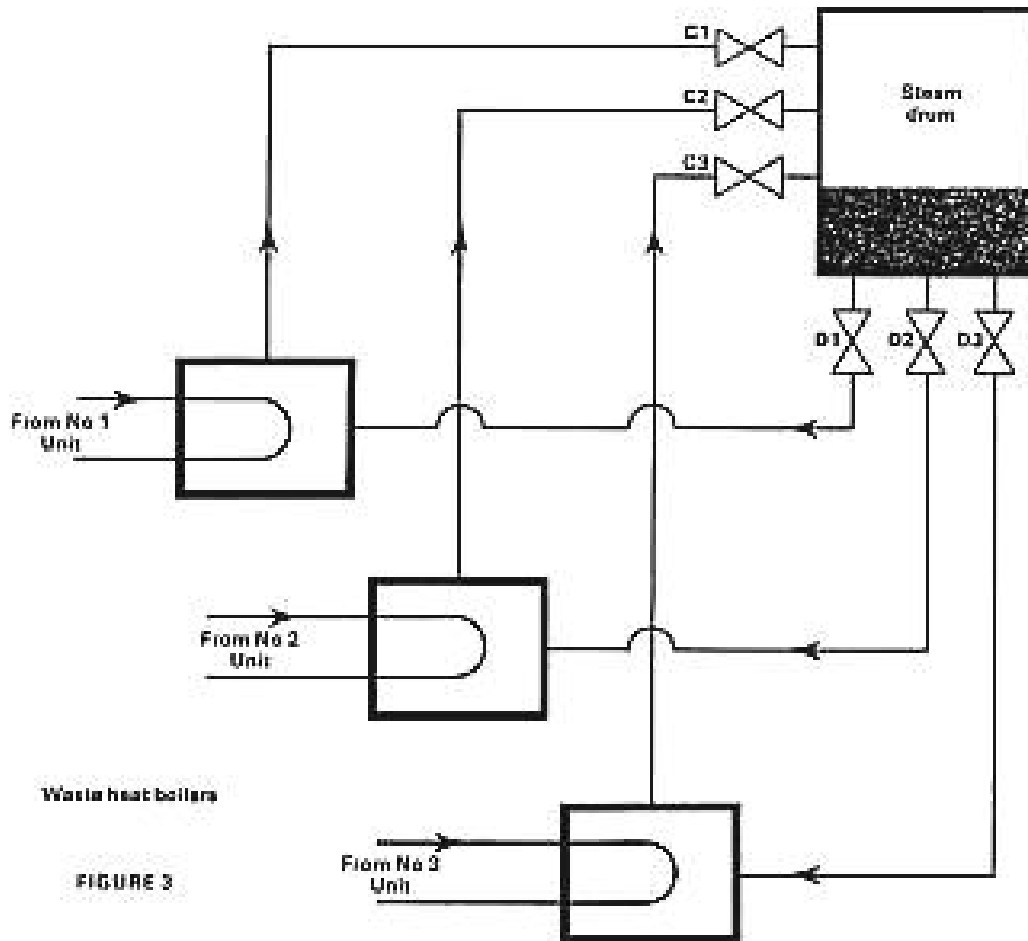 C1
C2
C3
Steam
drum
D1
D2
D3
From No 1
Unit
From No 2
Unit
Waste heat boilers
From No 3
Unit
FIGURE 3